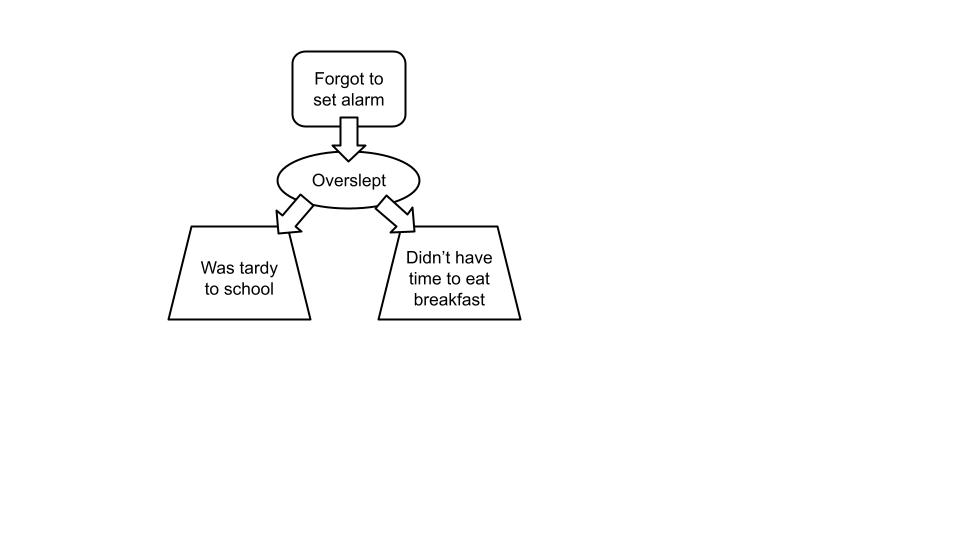 Forgot to
set alarm
Overslept
Was tardy
to school
Didn’t have
time to eat
breakfast